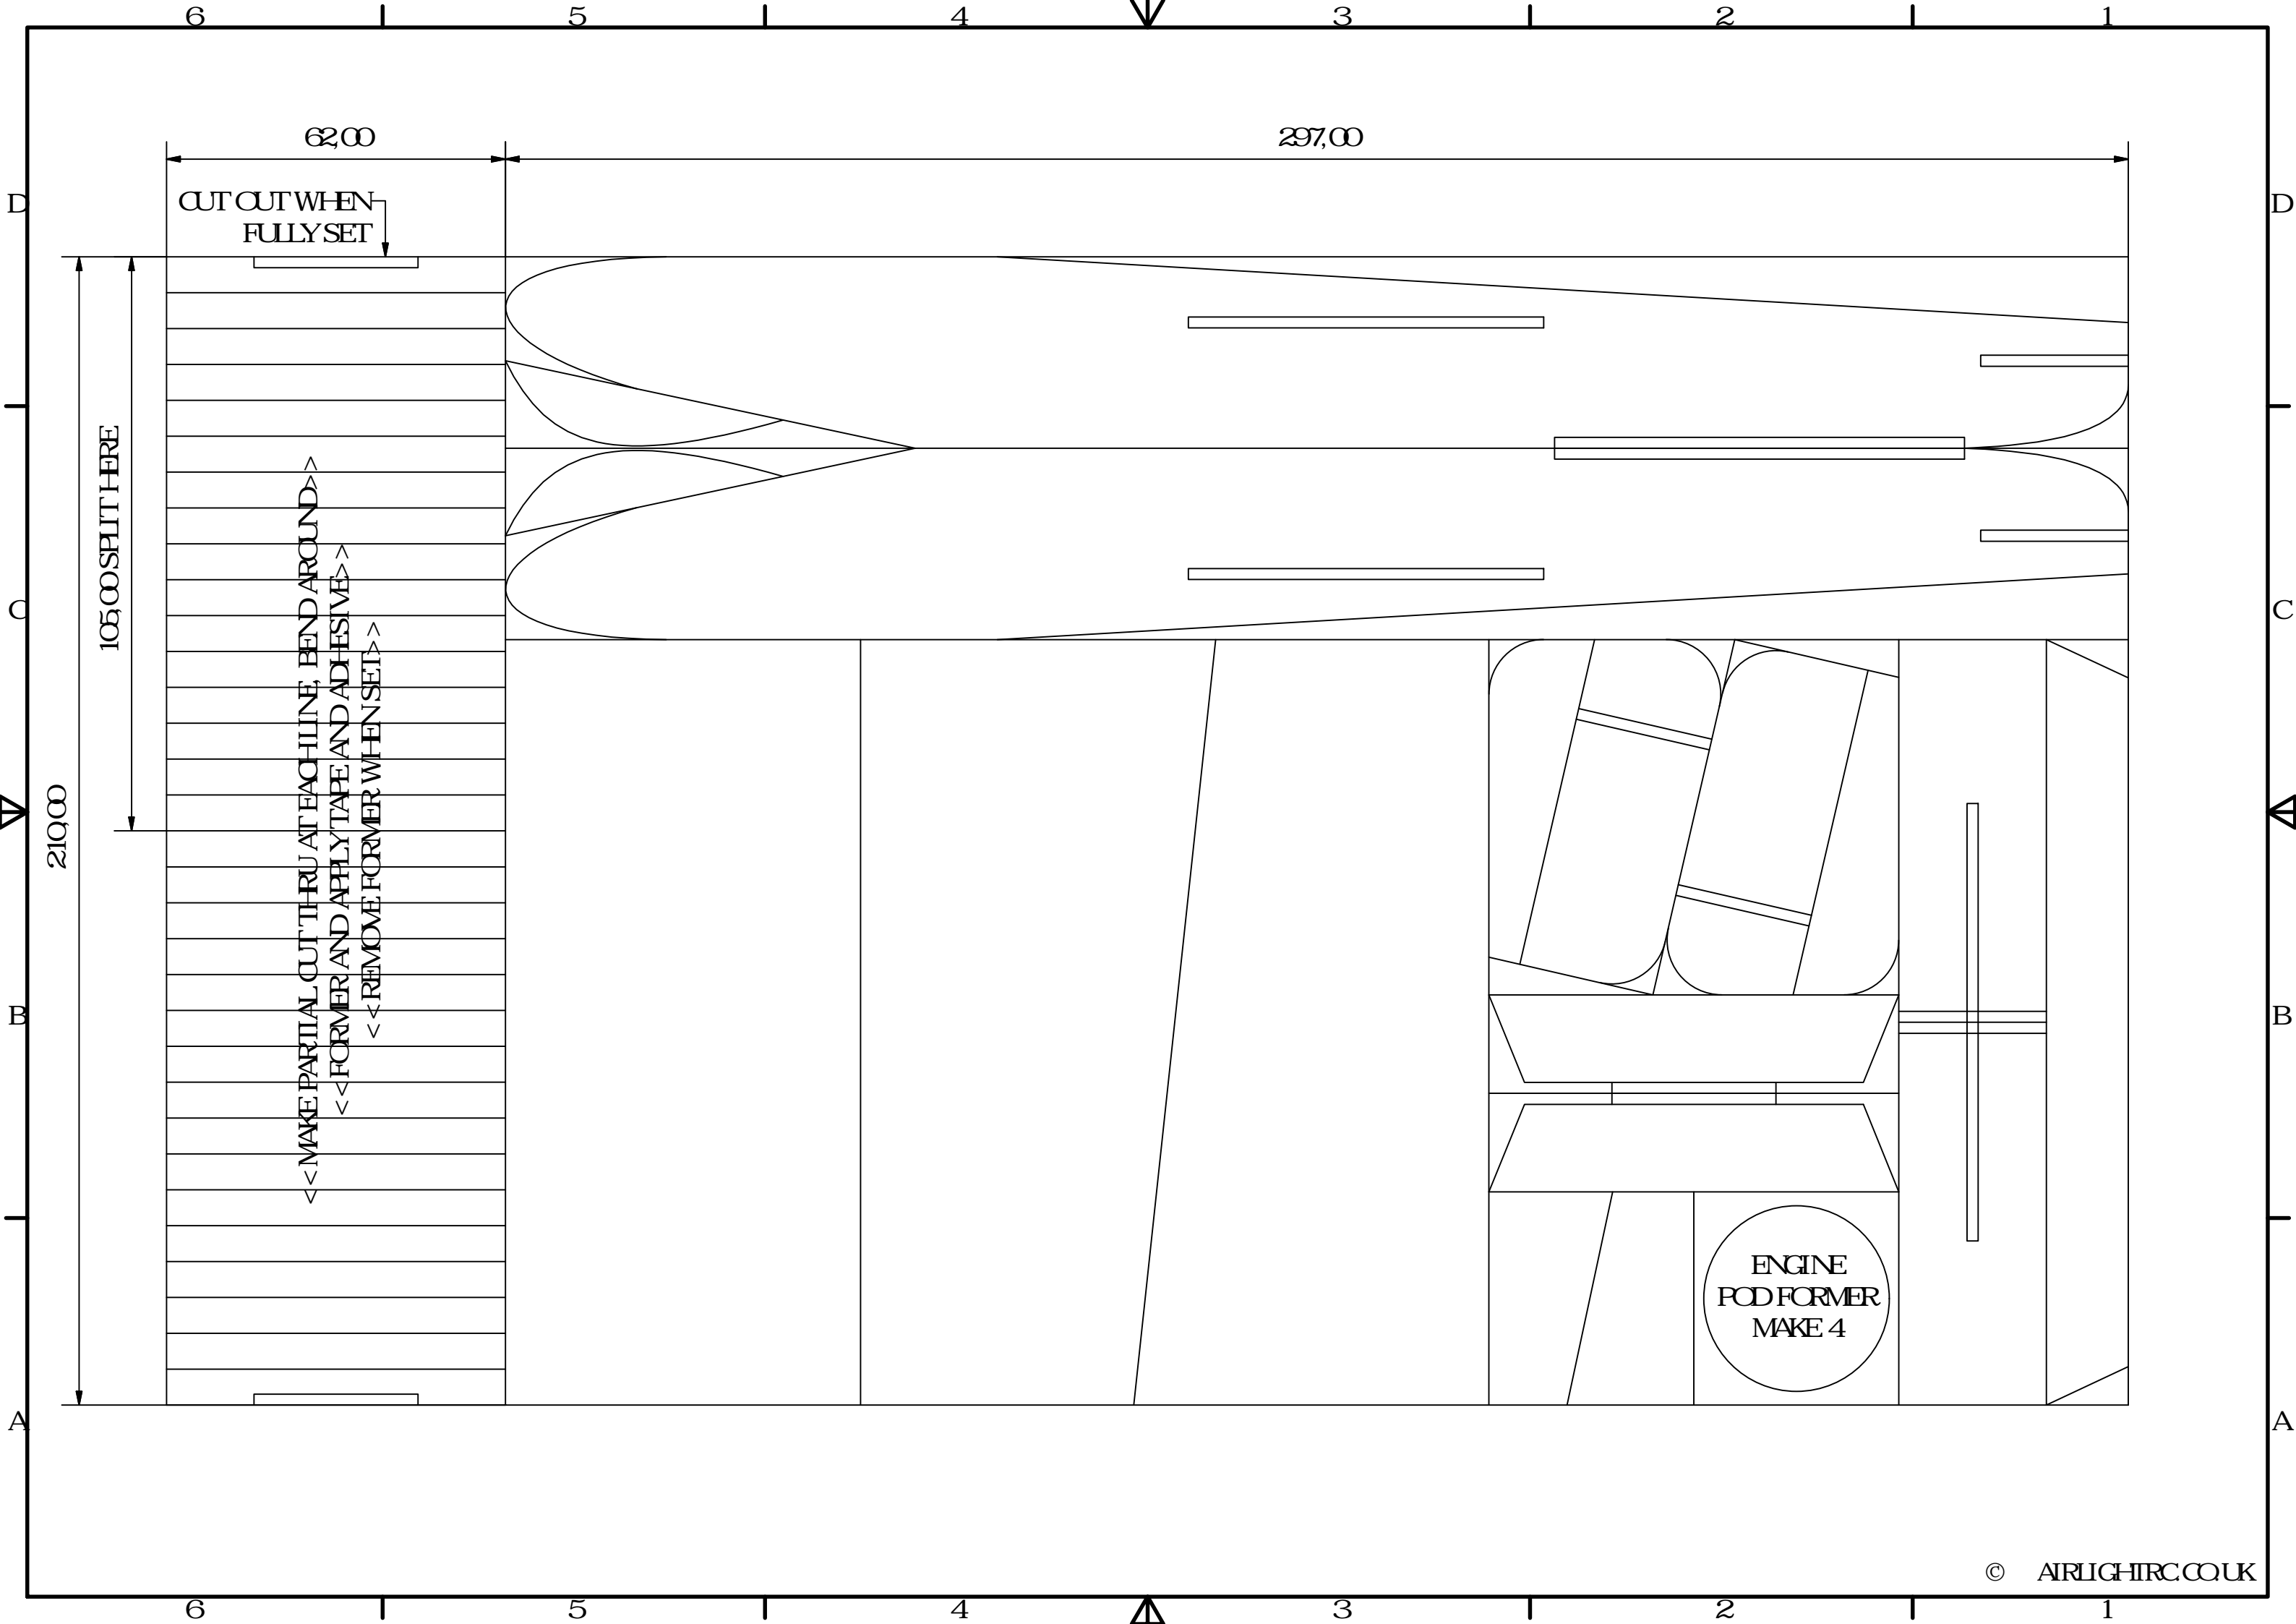 6 5 4 3 2 1
62,00
297,00
CUT OUT WHEN
FULLY SET
D
D
105,00 SPLIT HERE
210,00
<<MAKE PARTIAL CUT THRU AT EACH LINE, BEND AROUND>>
<<FORMER AND APPLY TAPE AND ADHESIVE>>
<<REMOVE FORMER WHEN SET>>
C
C
B
B
ENGINE
POD FORMER
MAKE 4
A
A
© AIRLIGHTRC.CO.UK
6 5 4 3 2 1